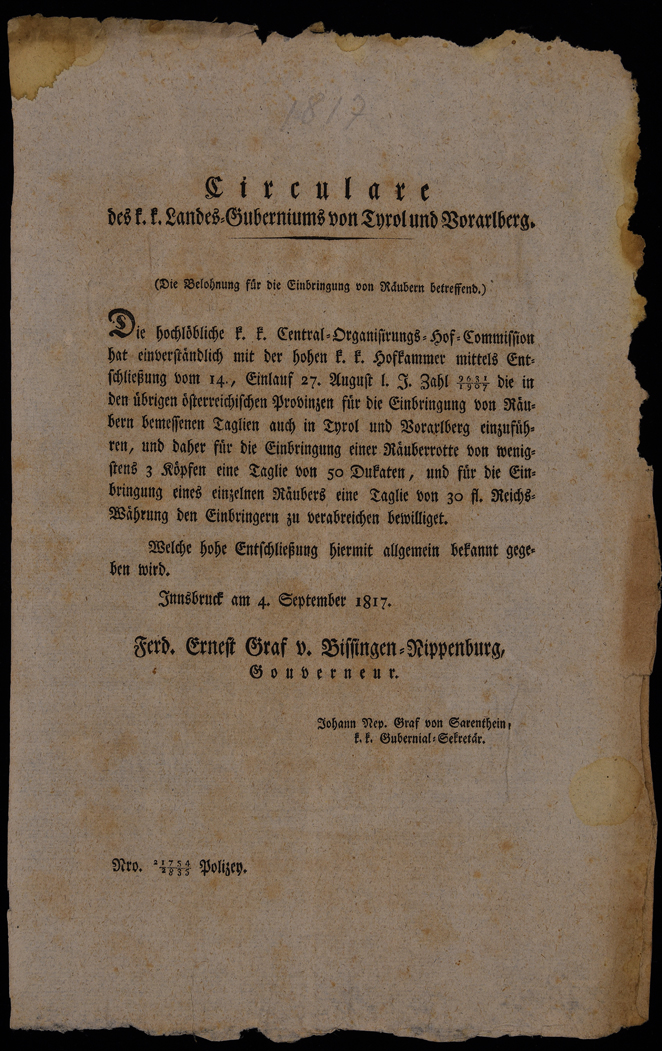 1817
Circulare
des k. k. Landes-Guberniums von Tyrol und Vorarlberg.
(Die Belohnung für die Einbringung von Räubern betreffend.)
Die hochlöbliche k. k. Central-Organisirungs-Hof-Commission
hat einverständlich mit der hohen k. k. Hofkammer mittels Ent-
schließung vom 14., Einlauf 27. August l. J. Zahl 9631/1907 die in
den übrigen österreichischen Provinzen für die Einbringung von Räu-
bern bemessenen Taglien auch in Tyrol und Vorarlberg einzufüh-
ren, und daher für die Einbringung einer Räuberrotte von wenig-
stens 3 Köpfen eine Taglie von 50 Dukaten, und für die Ein-
bringung eines einzelnen Räubers eine Taglie von 30 fl. Reichs-
Währung den Einbringern zu verabreichen bewilliget.
Welche hohe Entschließung hiermit allgemein bekannt gege-
ben wird.
Innsbruck am 4. September 1817.
Ferd. Ernest Graf v. Bissingen-Nippenburg,
Gouverneur.
Johann Nep. Graf von Sarenthein,
k. k. Gubernial-Sekretär.
Nro. 21754/2835 Polizey.